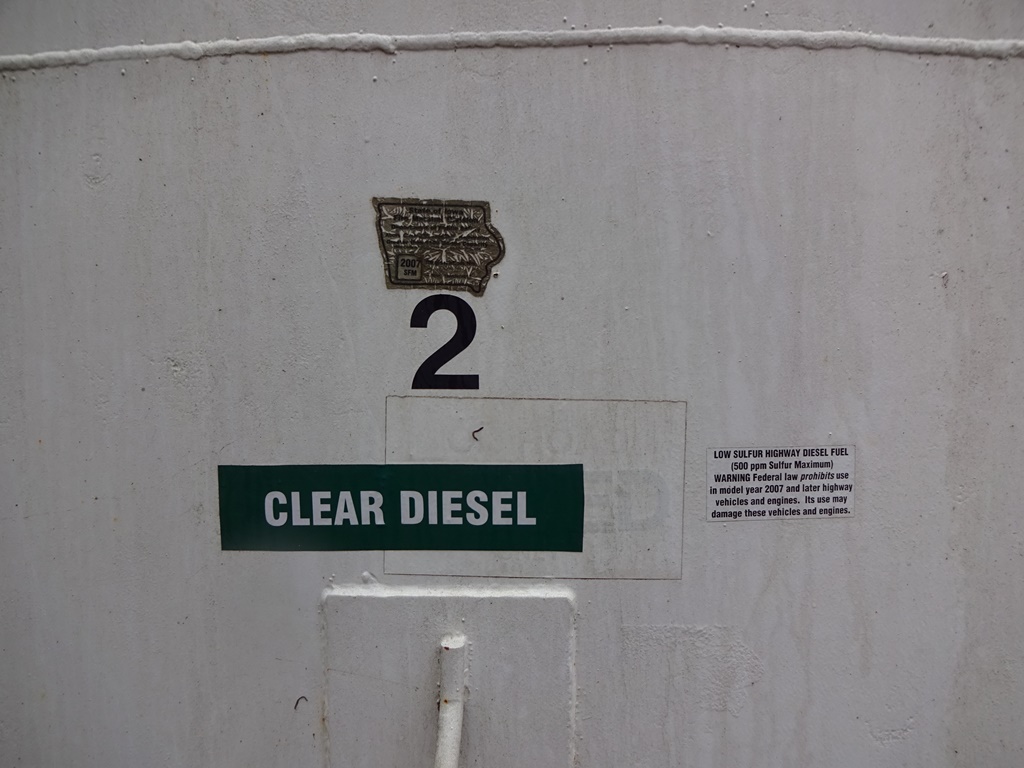 2007
SFM
2
CLEAR DIESEL
LOW SULFUR HIGHWAY DIESEL FUEL
(500 ppm Sulfur Maximum)
WARNING Federal law prohibits use
in model year 2007 and later highway
vehicles and engines. Its use may
damage these vehicles and engines.